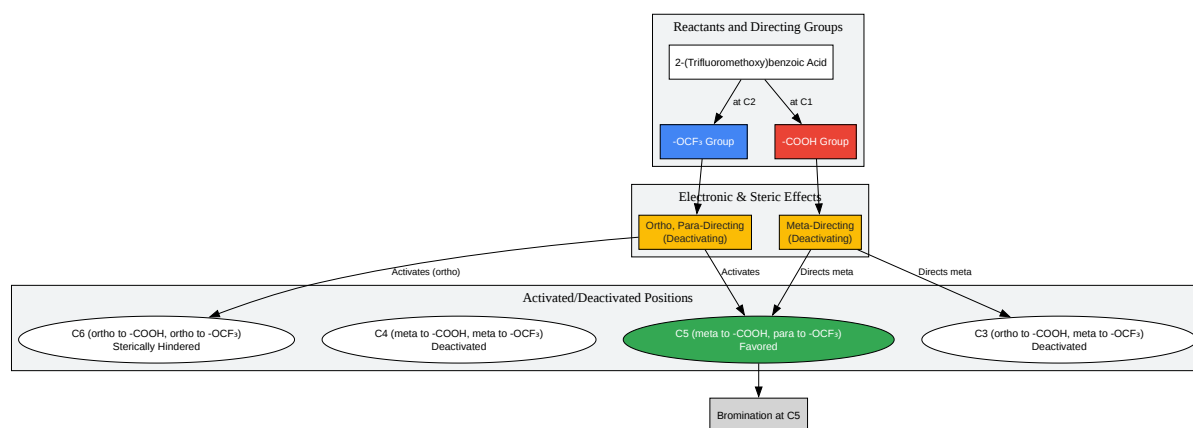 Reactants and Directing Groups
2-(Trifluoromethoxy)benzoic Acid
at C2
at C1
-OCF₃ Group
-COOH Group
Electronic & Steric Effects
Ortho, Para-Directing
(Deactivating)
Meta-Directing
(Deactivating)
Activates (ortho)
Activates
Directs meta
Directs meta
Activated/Deactivated Positions
C6 (ortho to -COOH, ortho to -OCF₃)
Sterically Hindered
C4 (meta to -COOH, meta to -OCF₃)
Deactivated
C5 (meta to -COOH, para to -OCF₃)
Favored
C3 (ortho to -COOH, meta to -OCF₃)
Deactivated
Bromination at C5